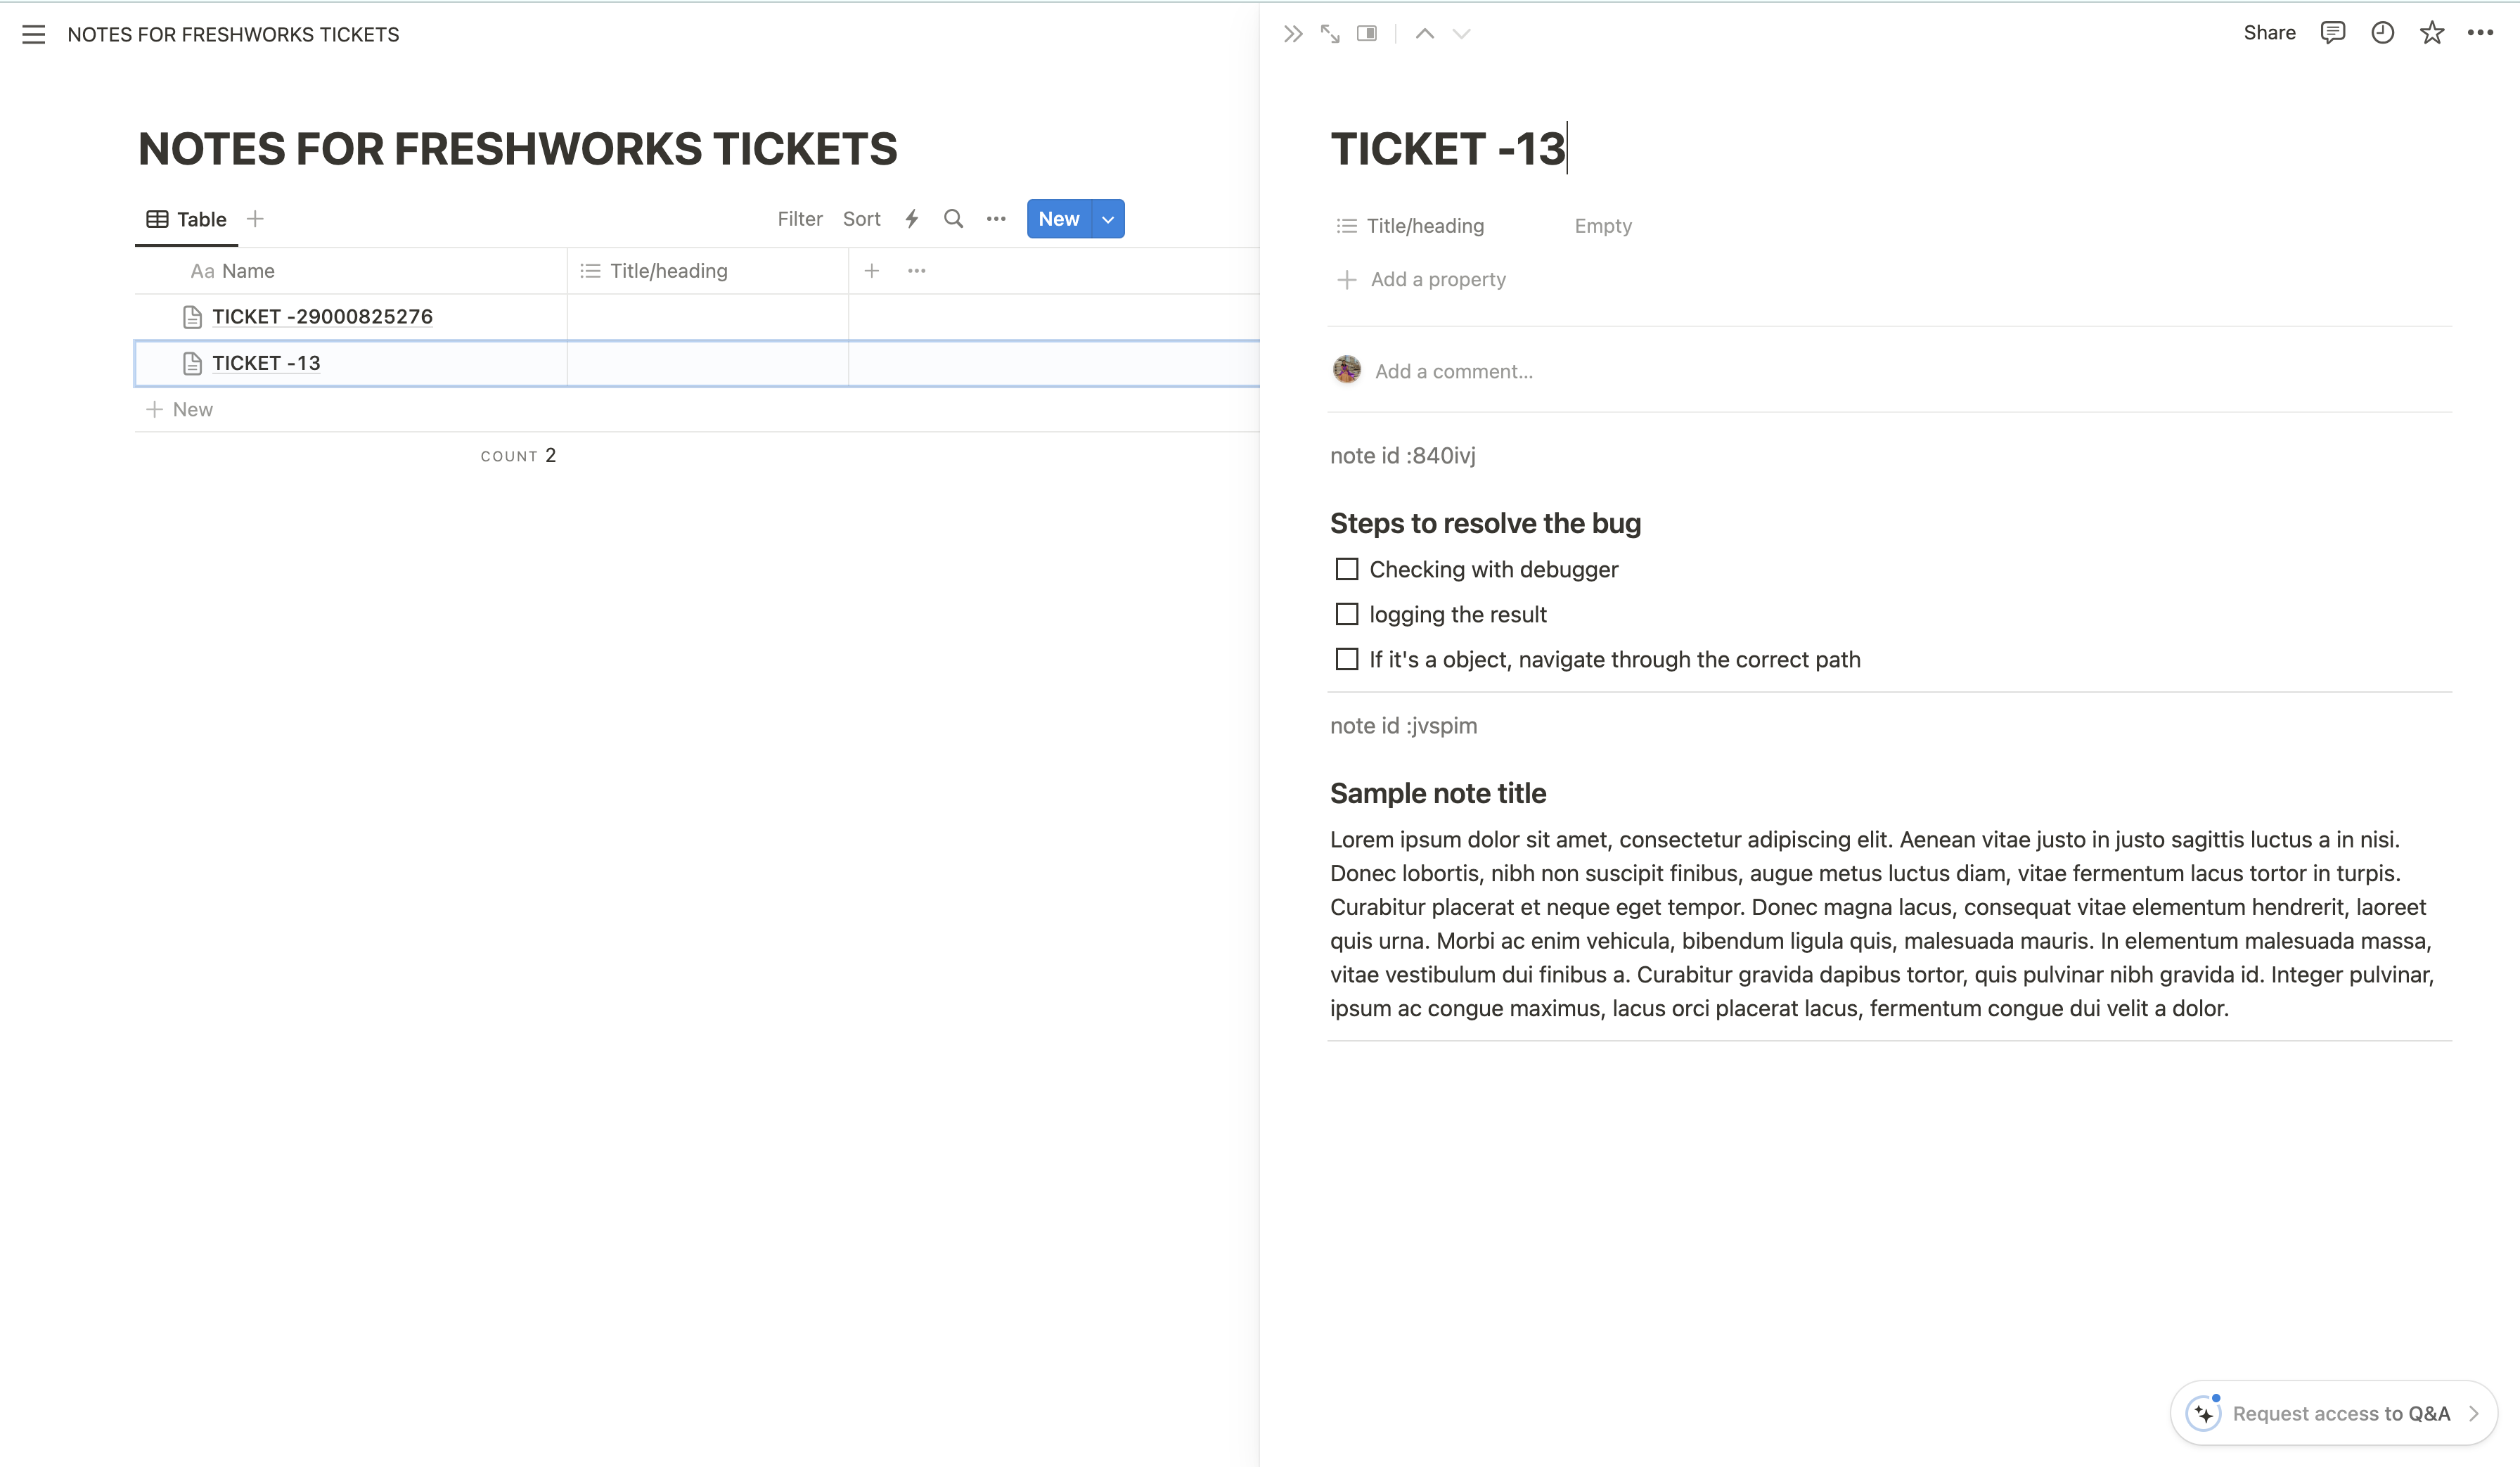 NOTES FOR FRESHWORKS TICKETS
Share
NOTES FOR FRESHWORKS TICKETS
Table
Filter
Sort
New
Aa Name
Title/heading
TICKET -29000825276
TICKET -13
New
COUNT 2
TICKET -13
Title/heading
Empty
Add a property
Add a comment...
note id :840ivj
Steps to resolve the bug
Checking with debugger
logging the result
If it's a object, navigate through the correct path
note id :jvspim
Sample note title
Lorem ipsum dolor sit amet, consectetur adipiscing elit. Aenean vitae justo in justo sagittis luctus a in nisi.
Donec lobortis, nibh non suscipit finibus, augue metus luctus diam, vitae fermentum lacus tortor in turpis.
Curabitur placerat et neque eget tempor. Donec magna lacus, consequat vitae elementum hendrerit, laoreet
quis urna. Morbi ac enim vehicula, bibendum ligula quis, malesuada mauris. In elementum malesuada massa,
vitae vestibulum dui finibus a. Curabitur gravida dapibus tortor, quis pulvinar nibh gravida id. Integer pulvinar,
ipsum ac congue maximus, lacus orci placerat lacus, fermentum congue dui velit a dolor.
Request access to Q&A